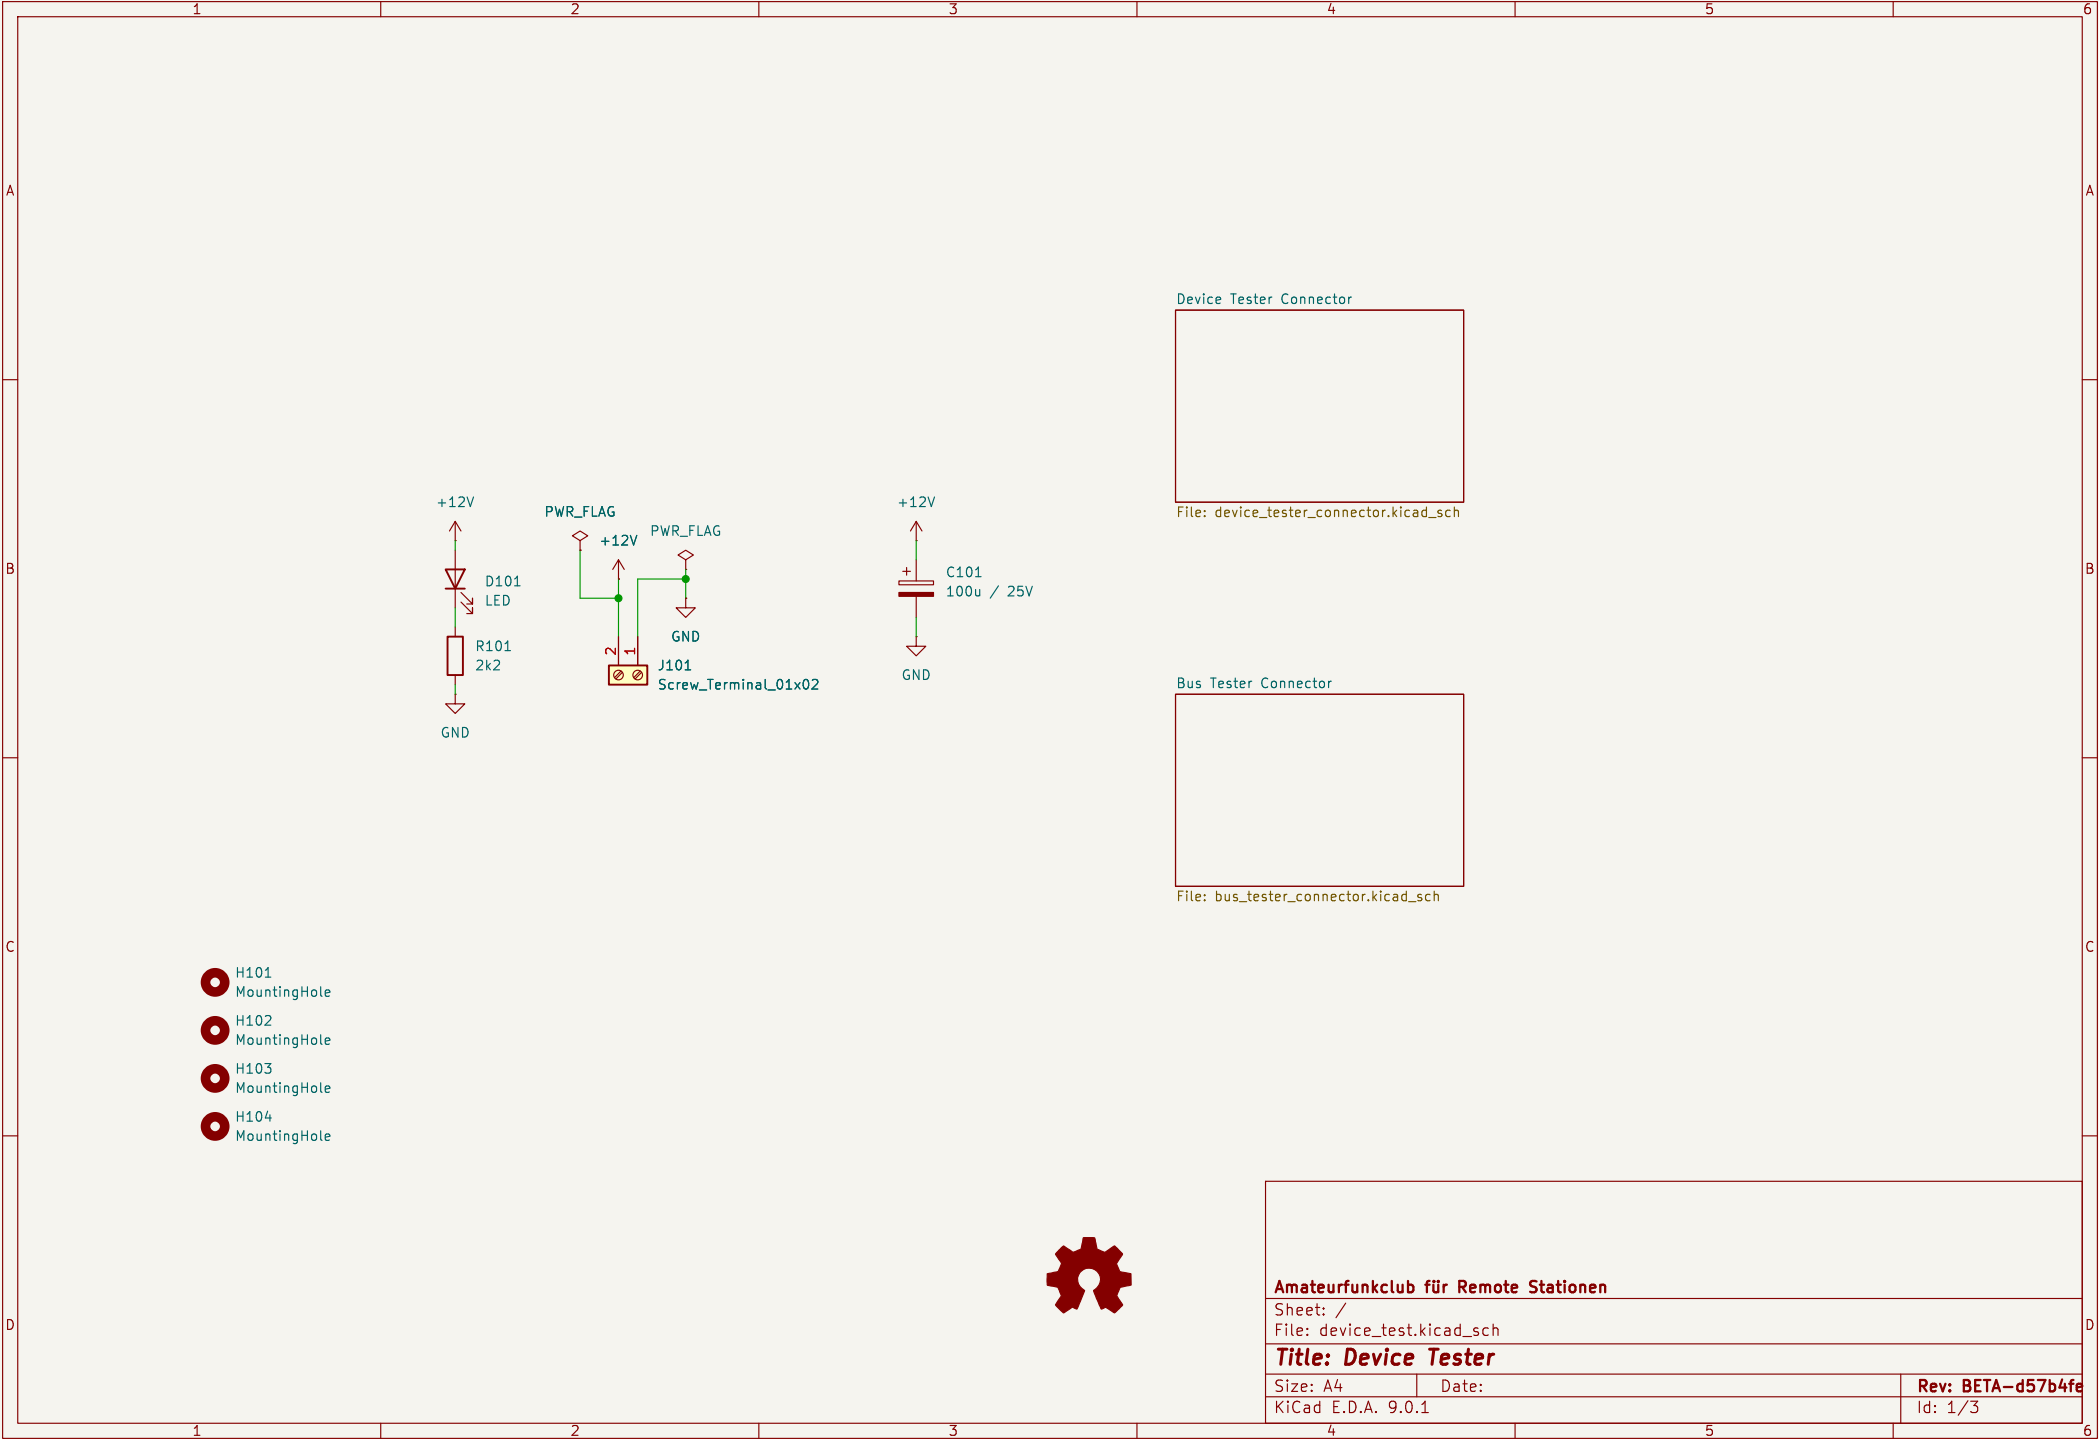 1 2 3 4 5 6
A A
Device Tester Connector
File: device_tester_connector.kicad_sch
+12V
D101
LED
R101
2k2
GND
PWR_FLAG
+12V
PWR_FLAG
GND
2 1
J101
Screw_Terminal_01x02
+12V
+
C101
100u / 25V
GND
B B
Bus Tester Connector
File: bus_tester_connector.kicad_sch
C C
H101
MountingHole
H102
MountingHole
H103
MountingHole
H104
MountingHole
D D
Amateurfunkclub für Remote Stationen
Sheet: /
File: device_test.kicad_sch
Title: Device Tester
Size: A4 Date: Rev: BETA-d57b4fe
KiCad E.D.A. 9.0.1 Id: 1/3
1 2 3 4 5 6